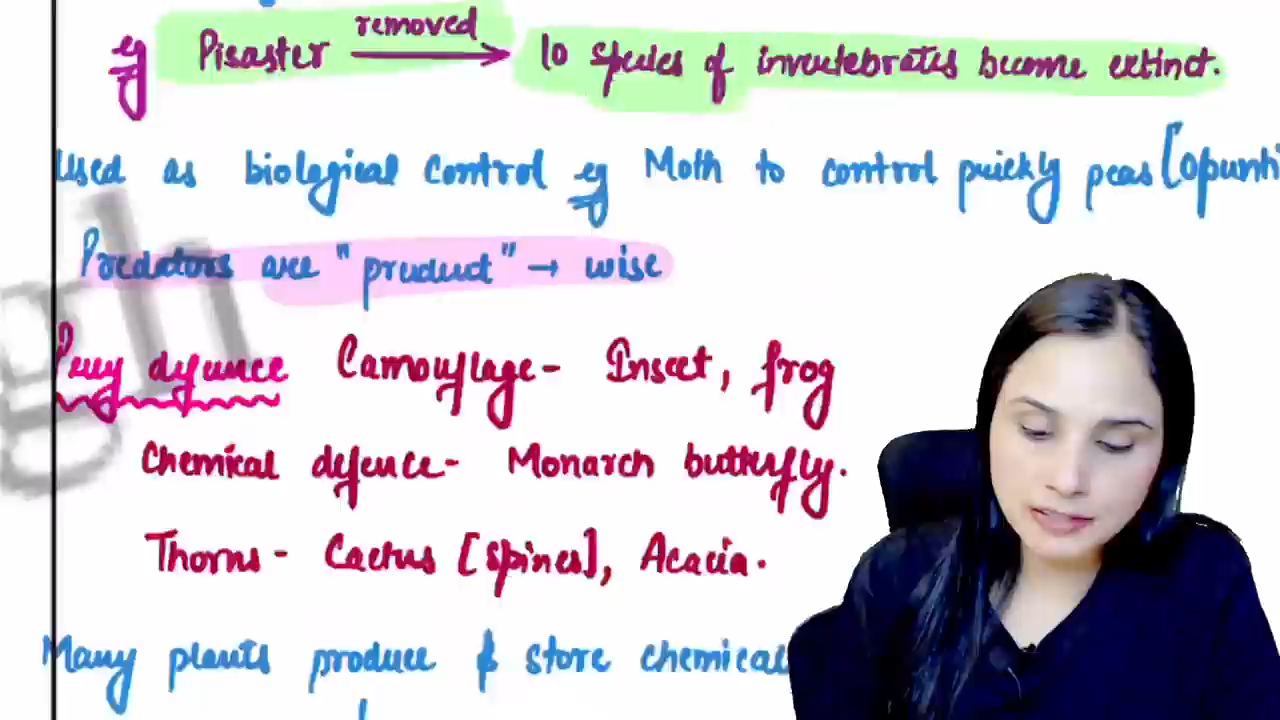 eg Pisaster removed → 10 species of invertebrates become extinct.
Used as biological control eg Moth to control prickly peas [Opunti
Predators are "prudent" → wise
Prey defence Camouflage - Insect, frog
Chemical defence - Monarch butterfly.
Thorns - Cactus [spines], Acacia.
Many plants produce & store chemical
gh